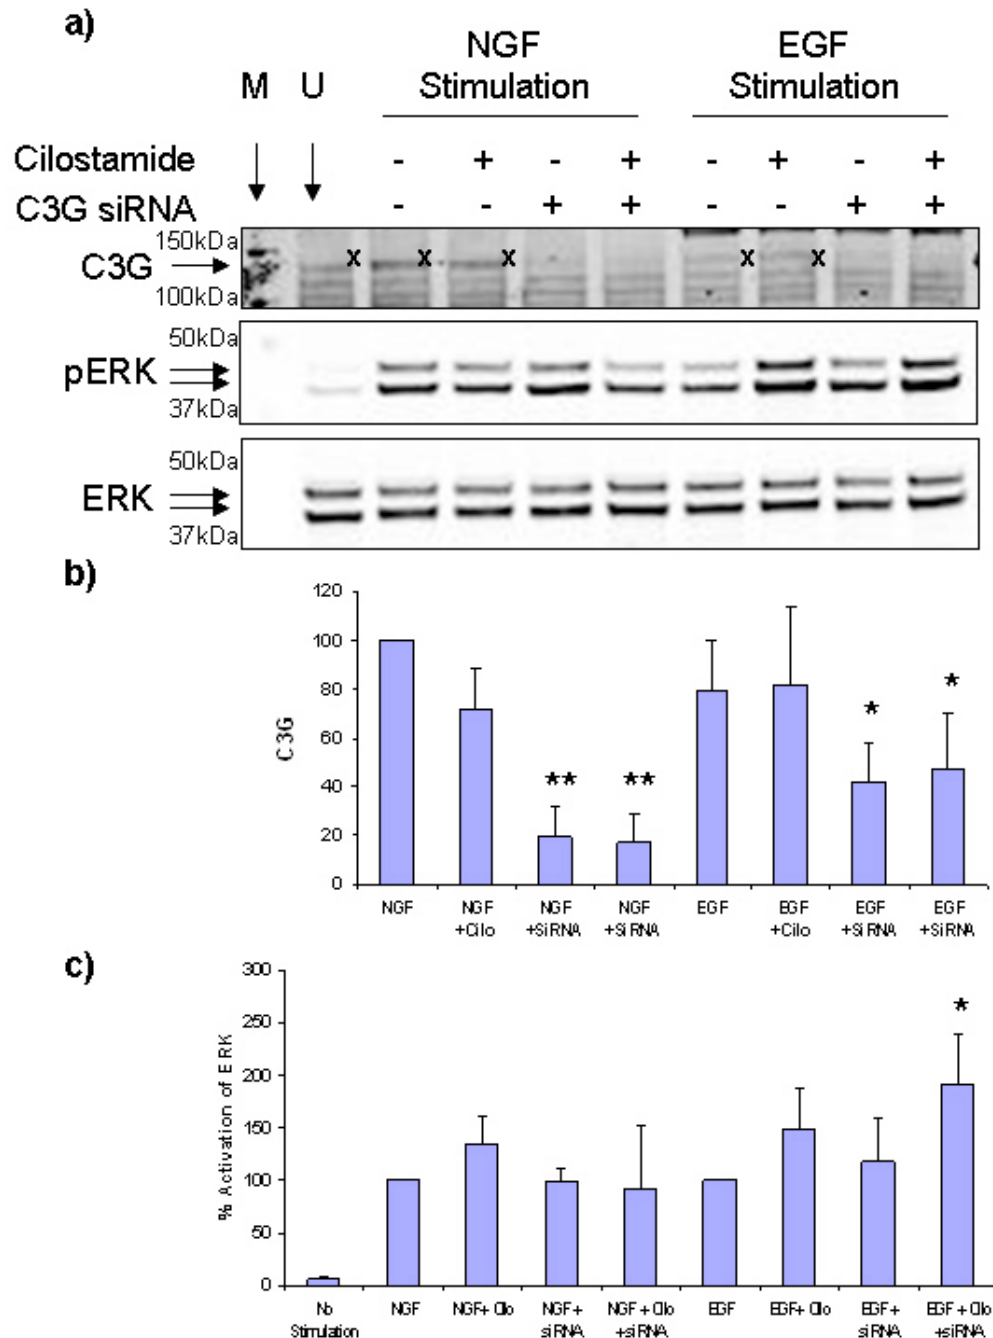 a)
NGF Stimulation
EGF Stimulation
M U
Cilostamide - + - + - + - +
C3G siRNA - - + + - - + +
150kDa
C3G
100kDa
x x x x x
50kDa
pERK
37kDa
50kDa
ERK
37kDa
b)
120
100
80
60
40
20
0
C3G
** ** * *
NGF
NGF +Cilo
NGF +SiRNA
NGF +SiRNA
EGF
EGF +Cilo
EGF +SiRNA
EGF +SiRNA
c)
300
250
200
150
100
50
0
% Activation of ERK
*
No Stimulation
NGF
NGF+ Cilo
NGF + siRNA
NGF + Cilo +siRNA
EGF
EGF+ Cilo
EGF + siRNA
EGF + Cilo +siRNA